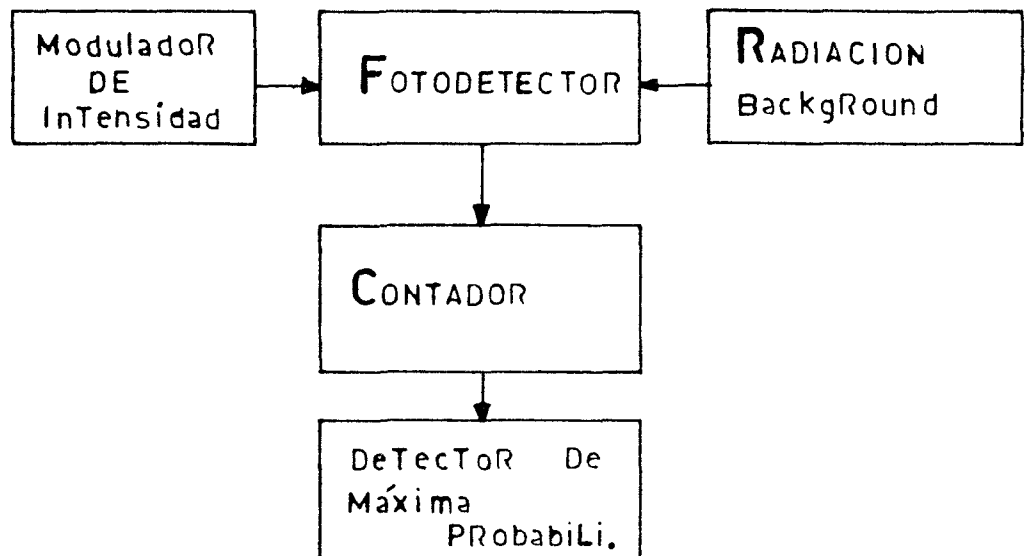 ModuladoR
DE
InTensidad
FOTODETECTOR
RADIACION
BackgRound
CONTADOR
DeTecToR De
Máxima
PRobabiLi.